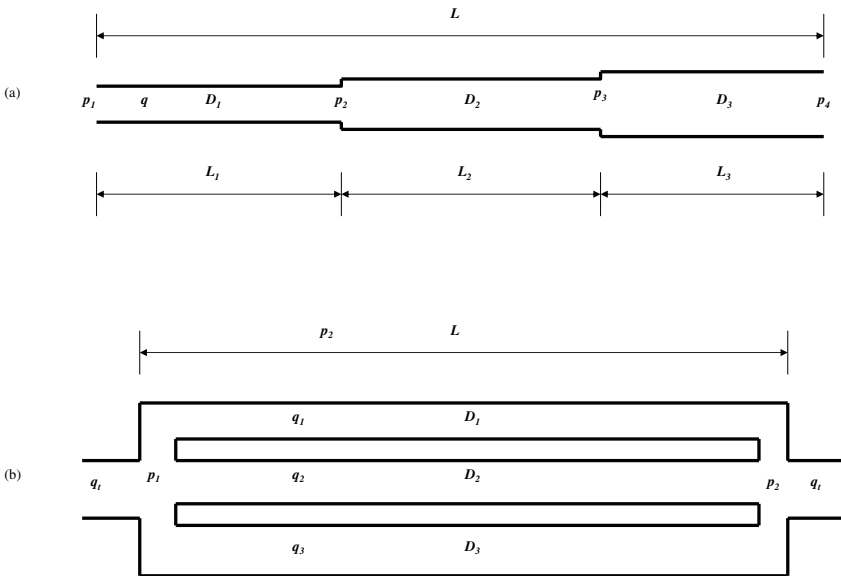 L
(a)
p1 q D1 p2 D2 p3 D3 p4
L1 L2 L3
p2 L
q1 D1
(b) qt p1 q2 D2 p2 qt
q3 D3